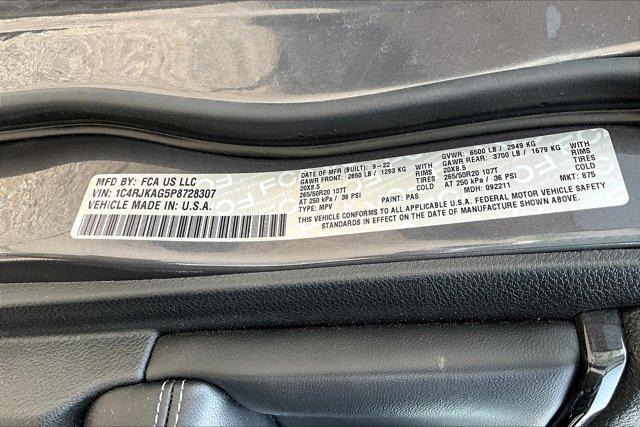 MFD BY: FCA US LLC
VIN: 1C4RJKAG5P8728307
VEHICLE MADE IN: U.S.A.
DATE OF MFR (BUILT): 9-22 GVWR: 6500 LB / 2949 KG
GAWR FRONT: 2850 LB / 1293 KG WITH GAWR REAR: 3700 LB / 1679 KG WITH
20X8.5 RIMS 20X8.5 RIMS
265/50R20 107T TIRES 265/50R20 107T TIRES
AT 250 kPa / 36 PSI COLD AT 250 kPa / 36 PSI COLD
TYPE: MPV PAINT: PAS MDH: 092211 MKT: B75
THIS VEHICLE CONFORMS TO ALL APPLICABLE U.S.A. FEDERAL MOTOR VEHICLE SAFETY
STANDARDS IN EFFECT ON THE DATE OF MANUFACTURE SHOWN ABOVE.